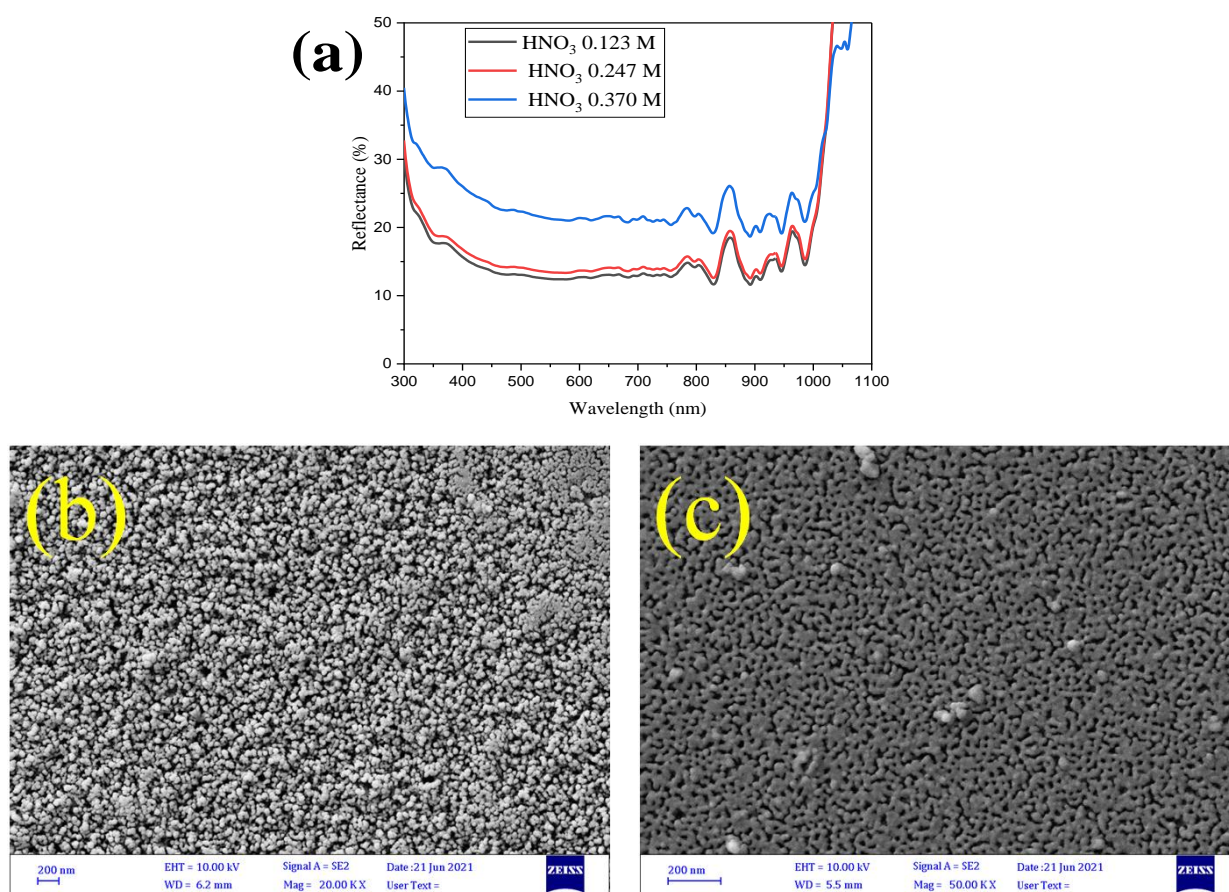 (a)
HNO₃ 0.123 M
HNO₃ 0.247 M
HNO₃ 0.370 M
50
40
30
20
10
0
Reflectance (%)
300 400 500 600 700 800 900 1000 1100
Wavelength (nm)
(b)
(c)
200 nm
EHT = 10.00 kV Signal A = SE2 Date :21 Jun 2021
WD = 6.2 mm Mag = 20.00 K X User Text =
ZEISS
200 nm
EHT = 10.00 kV Signal A = SE2 Date :21 Jun 2021
WD = 5.5 mm Mag = 50.00 K X User Text =
ZEISS